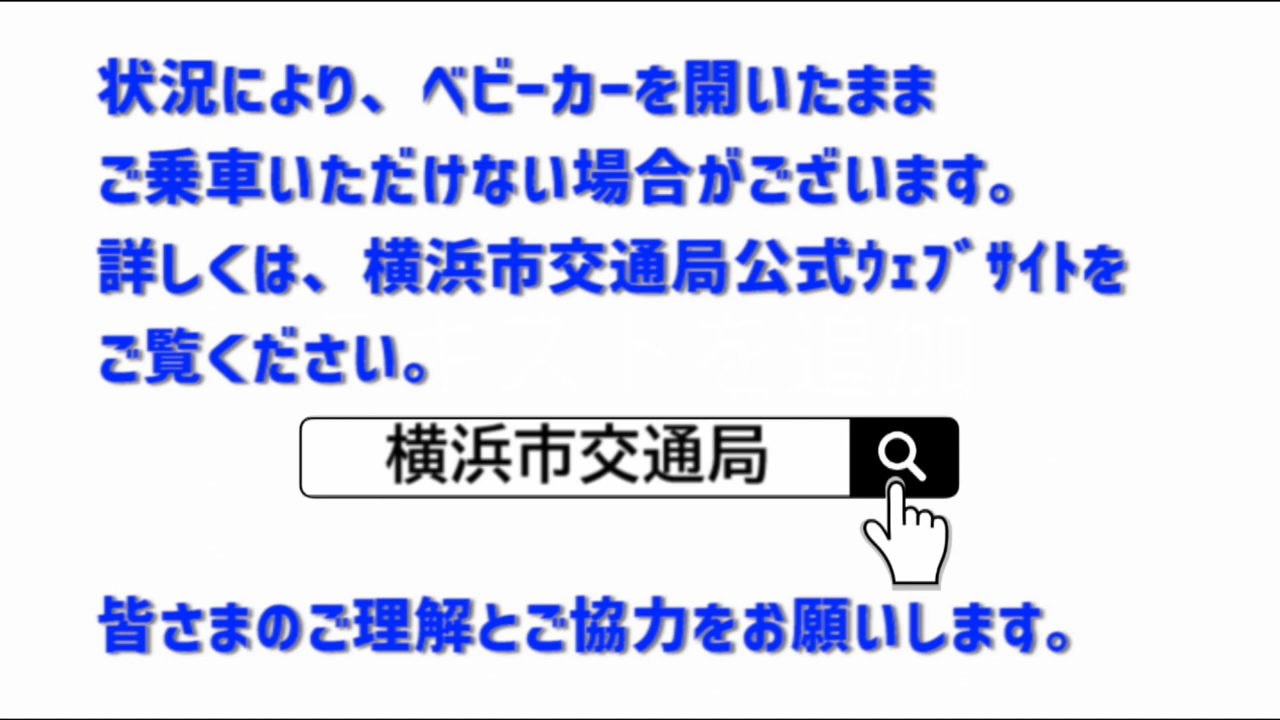 状況により、ベビーカーを開いたまま
ご乗車いただけない場合がございます。
詳しくは、横浜市交通局公式ｳｪﾌﾞｻｲﾄを
ご覧ください。
横浜市交通局
皆さまのご理解とご協力をお願いします。